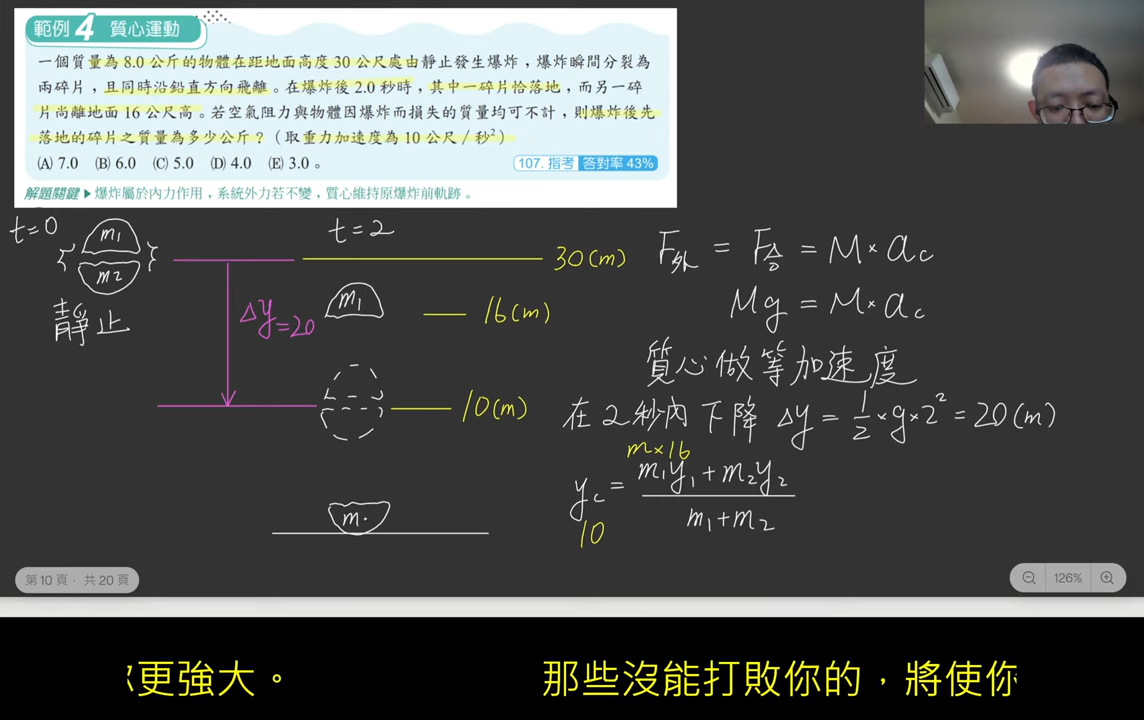 範例4 質心運動
一個質量為 8.0 公斤的物體在距地面高度 30 公尺處由靜止發生爆炸，爆炸瞬間分裂為
兩碎片，且同時沿鉛直方向飛離。在爆炸後 2.0 秒時，其中一碎片恰落地，而另一碎
片尚離地面 16 公尺高。若空氣阻力與物體因爆炸而損失的質量均可不計，則爆炸後先
落地的碎片之質量為多少公斤？（取重力加速度為 10 公尺／秒²）
(A) 7.0 (B) 6.0 (C) 5.0 (D) 4.0 (E) 3.0。
107. 指考 答對率 43%
解題關鍵▶爆炸屬於內力作用，系統外力若不變，質心維持原爆炸前軌跡。
t=0
m1
m2
靜止
Δy=20
t=2
30(m)
m1
16(m)
10(m)
m
F外 = F合 = M×ac
Mg = M×ac
質心做等加速度
在2秒內下降 Δy = 1/2×g×2² = 20(m)
m×16
yc = (m1y1+m2y2)/(m1+m2)
10
第10頁, 共20頁
126%
更強大。
那些沒能打敗你的，將使你